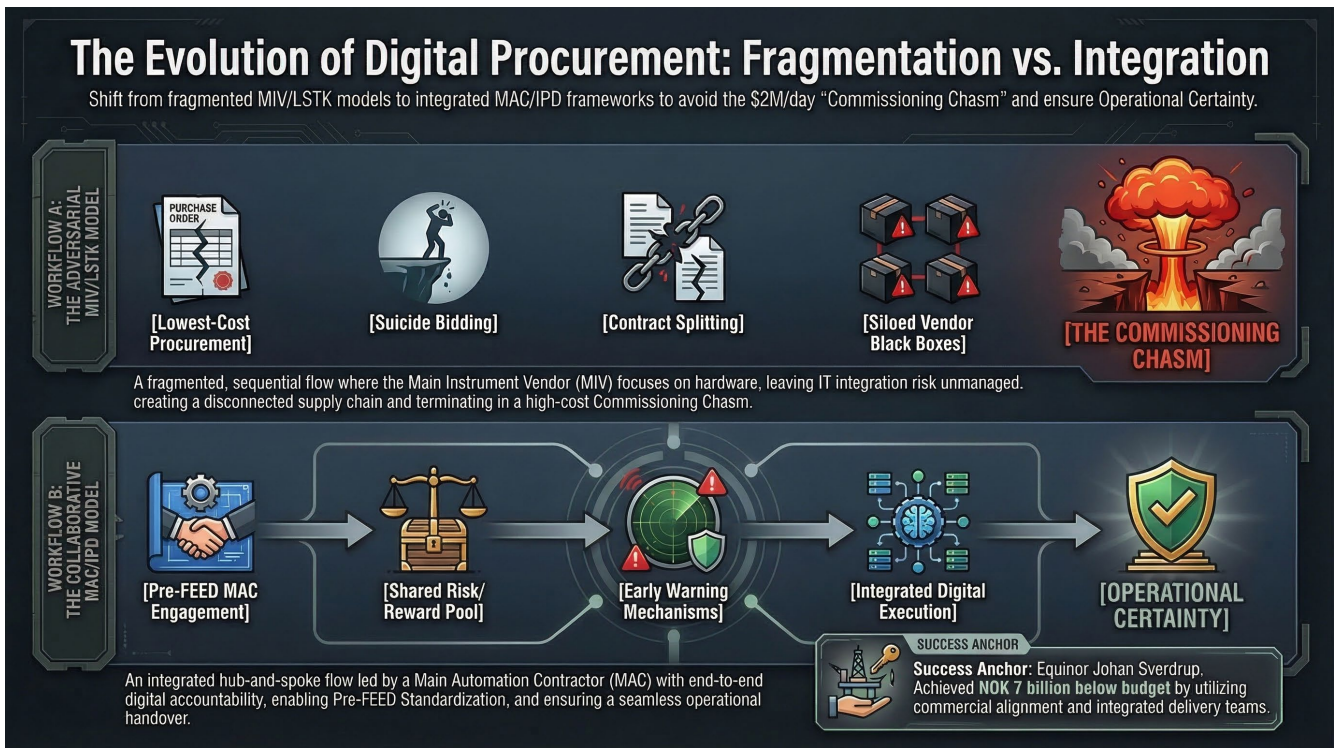 The Evolution of Digital Procurement: Fragmentation vs. Integration
Shift from fragmented MIV/LSTK models to integrated MAC/IPD frameworks to avoid the $2M/day “Commissioning Chasm” and ensure Operational Certainty.
WORKFLOW A:
THE ADVERSARIAL
MIV/LSTK MODEL
PURCHASE
ORDER
[Lowest-Cost
Procurement]
[Suicide Bidding]
[Contract Splitting]
[Siloed Vendor
Black Boxes]
[THE COMMISSIONING
CHASM]
A fragmented, sequential flow where the Main Instrument Vendor (MIV) focuses on hardware, leaving IT integration risk unmanaged.
creating a disconnected supply chain and terminating in a high-cost Commissioning Chasm.
WORKFLOW B:
THE COLLABORATIVE
MAC/IPD MODEL
[Pre-FEED MAC
Engagement]
[Shared Risk/
Reward Pool]
[Early Warning
Mechanisms]
[Integrated Digital
Execution]
[OPERATIONAL
CERTAINTY]
An integrated hub-and-spoke flow led by a Main Automation Contractor (MAC) with end-to-end
digital accountability, enabling Pre-FEED Standardization, and ensuring a seamless operational
handover.
SUCCESS ANCHOR
Success Anchor: Equinor Johan Sverdrup,
Achieved NOK 7 billion below budget by utilizing
commercial alignment and integrated delivery teams.